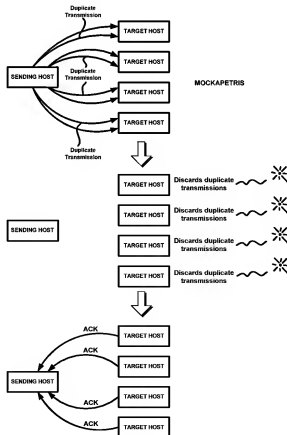 Duplicate
Transmission
TARGET HOST
TARGET HOST
Duplicate
Transmission
SENDING HOST
MOCKAPETRIS
TARGET HOST
TARGET HOST
Duplicate
Transmission
TARGET HOST
Discards duplicate
transmissions
TARGET HOST
Discards duplicate
transmissions
SENDING HOST
TARGET HOST
Discards duplicate
transmissions
TARGET HOST
Discards duplicate
transmissions
ACK
TARGET HOST
ACK
TARGET HOST
SENDING HOST
ACK
TARGET HOST
ACK
TARGET HOST